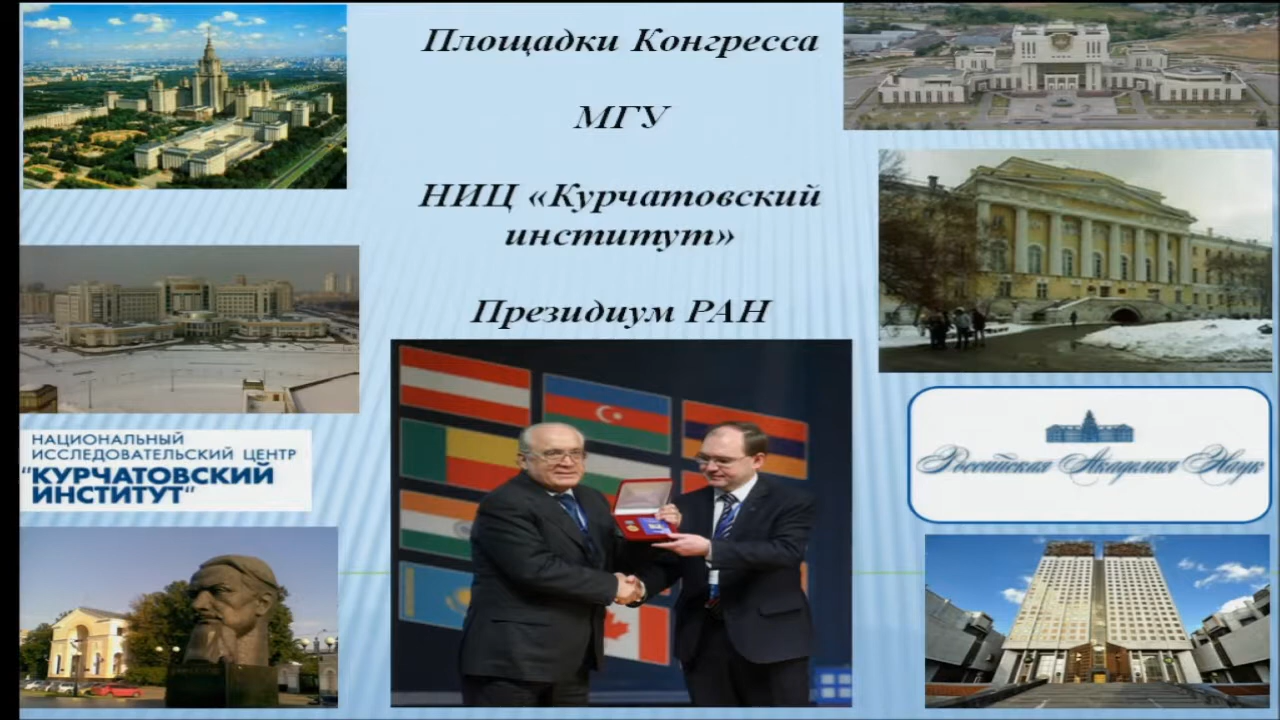 Площадки Конгресса
МГУ
НИЦ «Курчатовский
институт»
Президиум РАН
НАЦИОНАЛЬНЫЙ
ИССЛЕДОВАТЕЛЬСКИЙ ЦЕНТР
"КУРЧАТОВСКИЙ
ИНСТИТУТ"
Российская Академия Наук